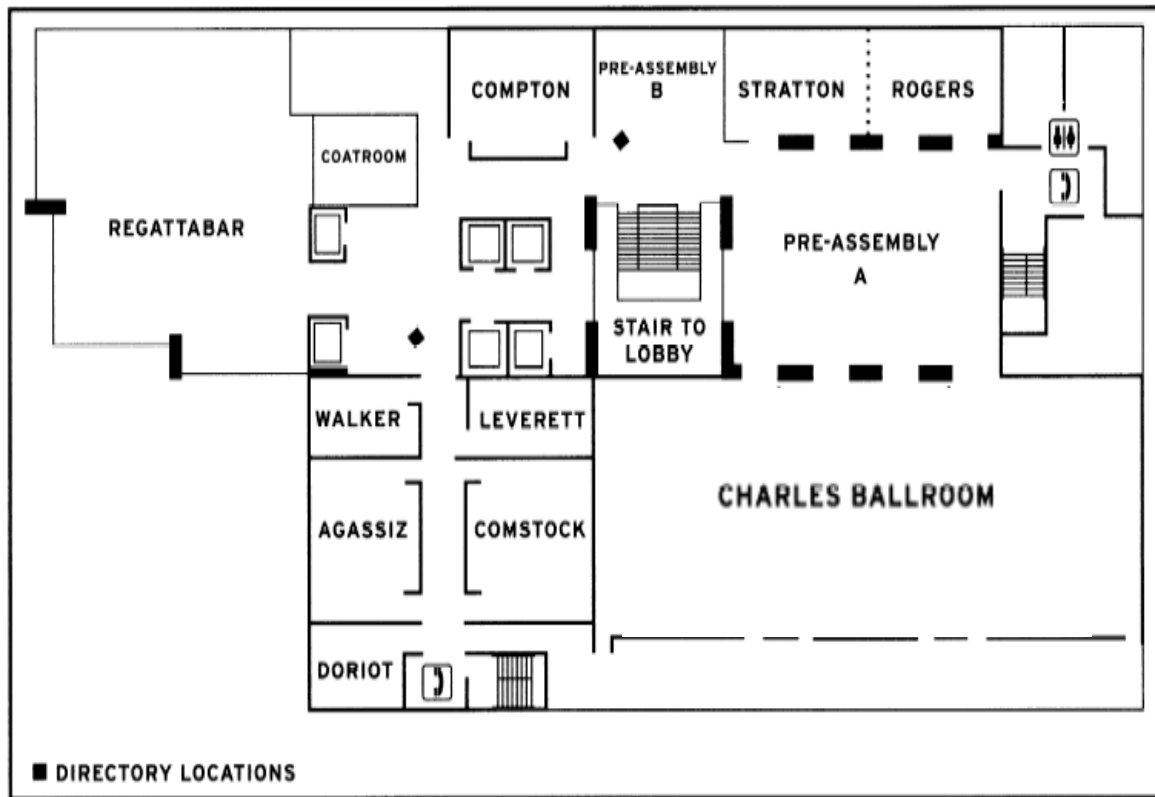 COMPTON
PRE-ASSEMBLY
B
STRATTON
ROGERS
COATROOM
REGATTABAR
PRE-ASSEMBLY
A
STAIR TO
LOBBY
WALKER
LEVERETT
CHARLES BALLROOM
AGASSIZ
COMSTOCK
DORIOT
DIRECTORY LOCATIONS